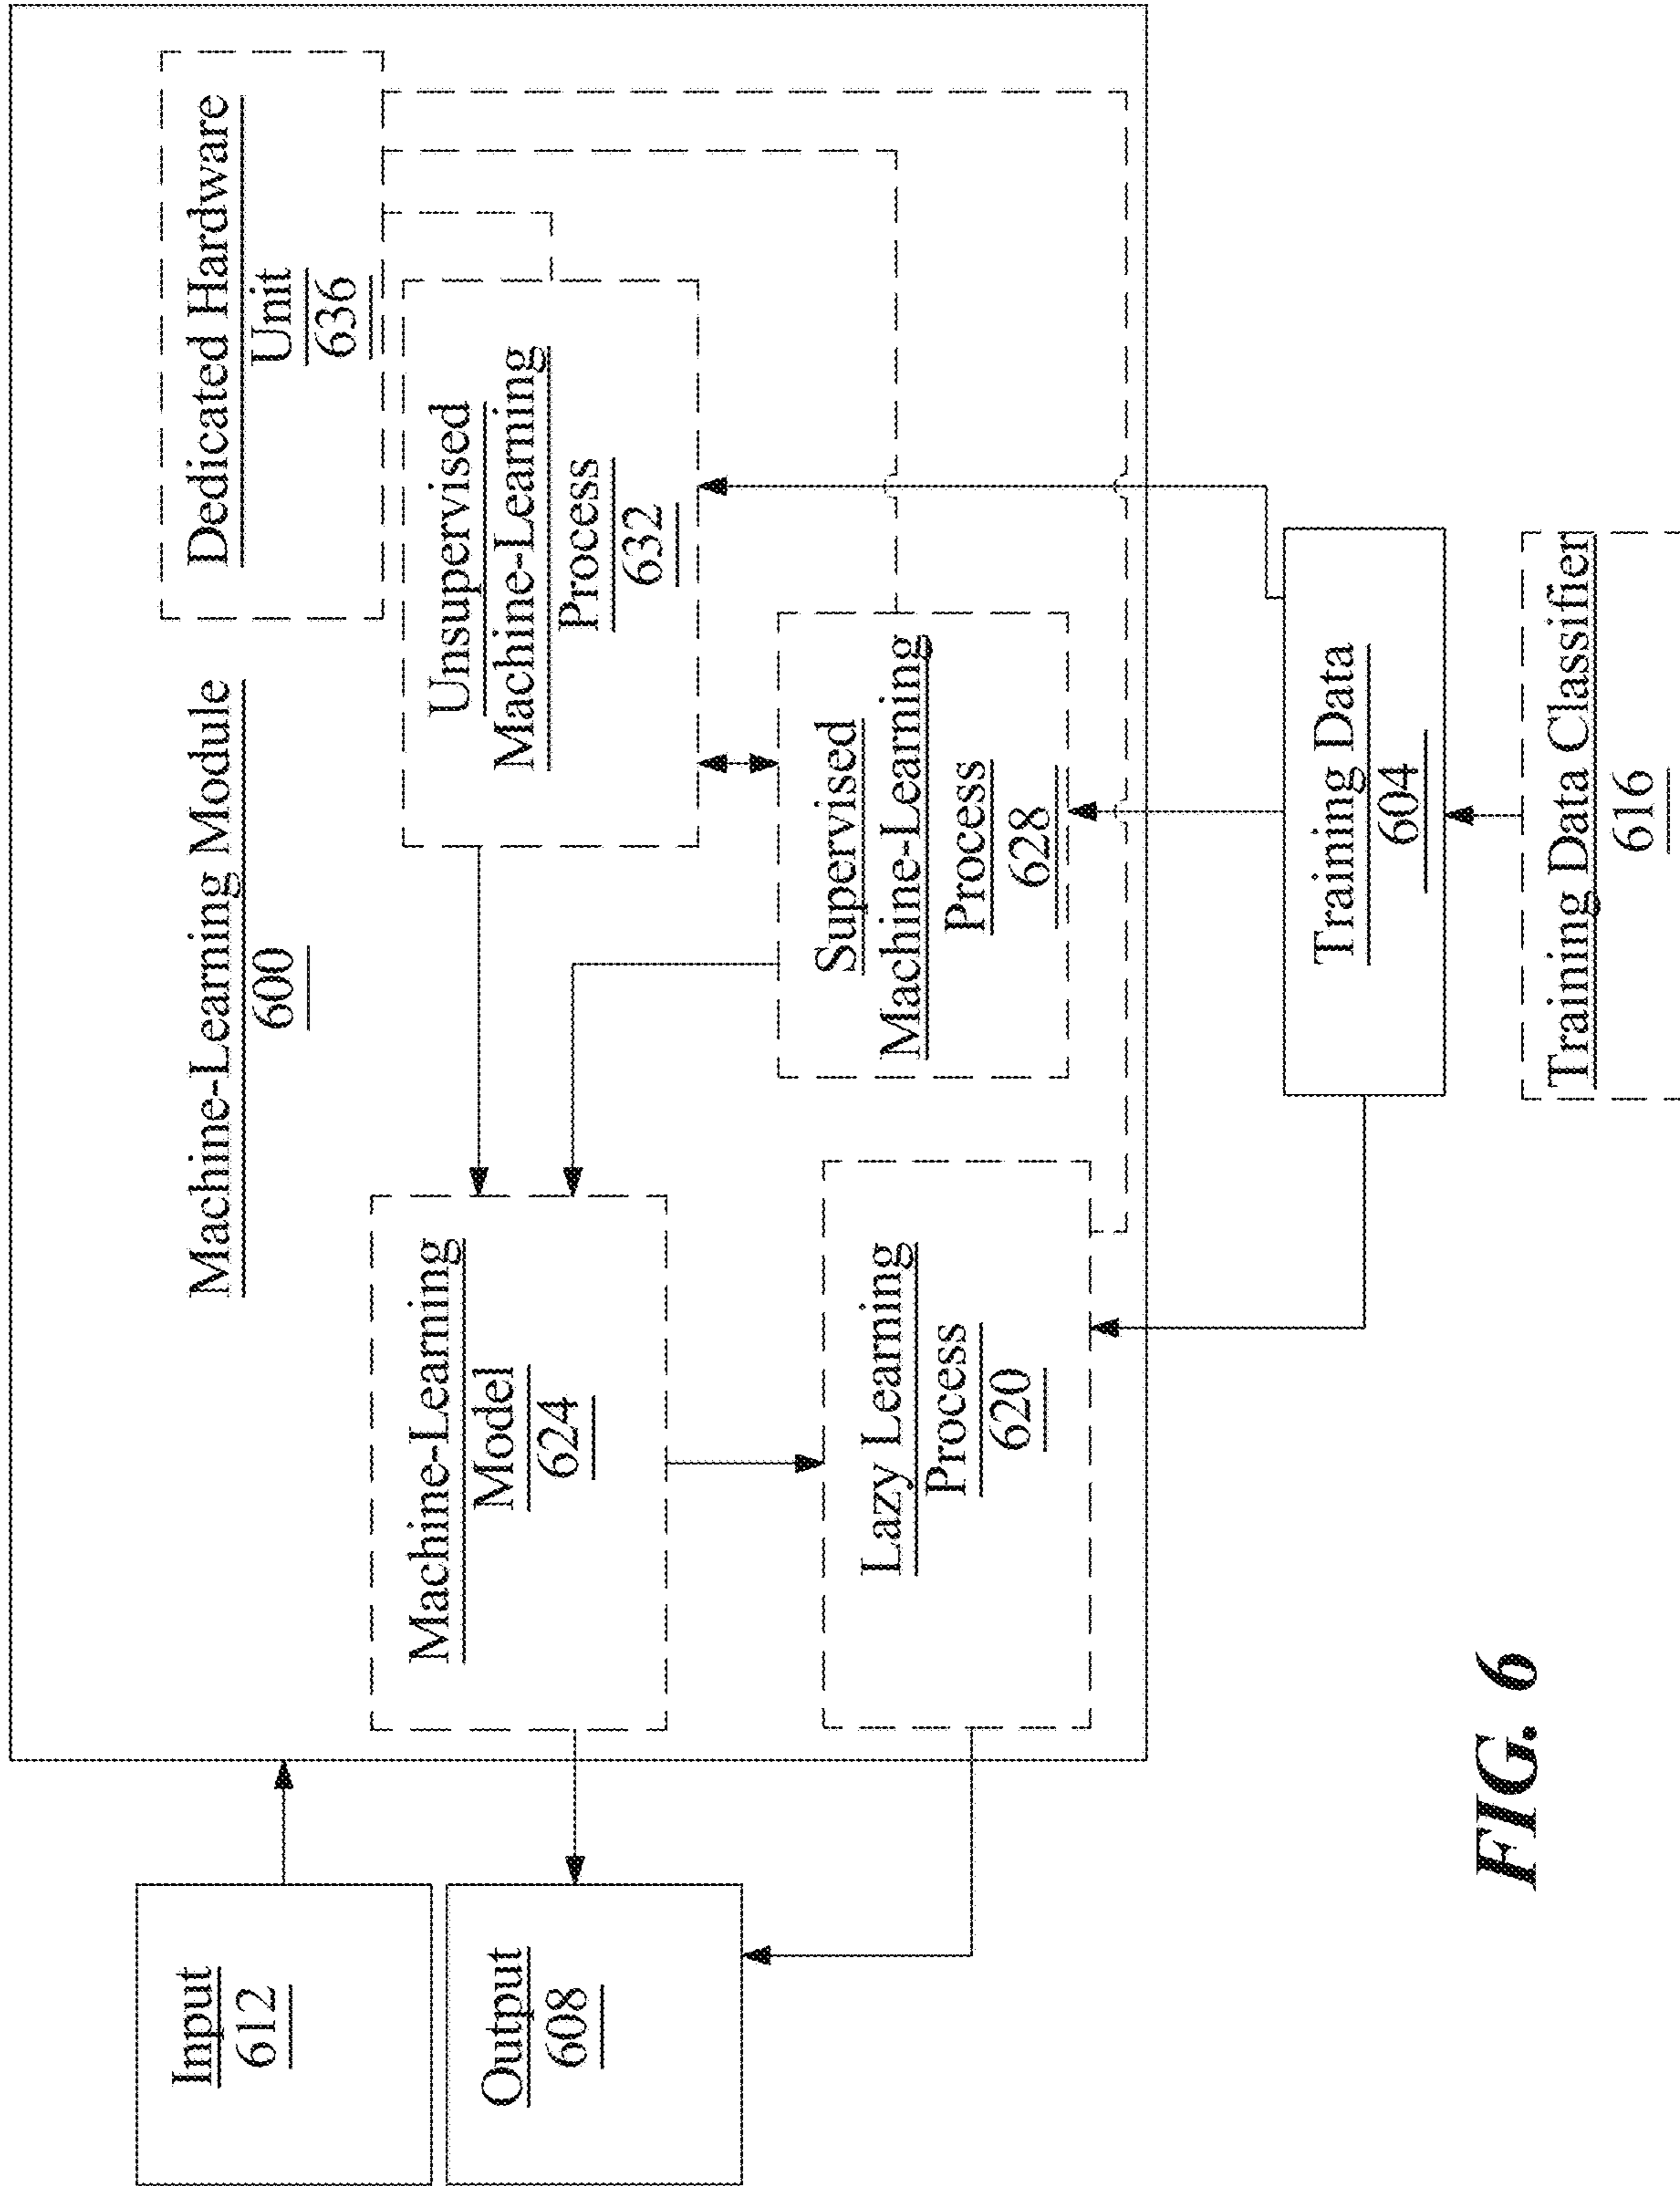 Machine-Learning Module
600
Dedicated Hardware
Unit
636
Input
612
Output
608
Machine-Learning
Model
624
Unsupervised
Machine-Learning
Process
632
Lazy Learning
Process
620
Supervised
Machine-Learning
Process
628
Training Data
604
Training Data Classifier
616
FIG. 6